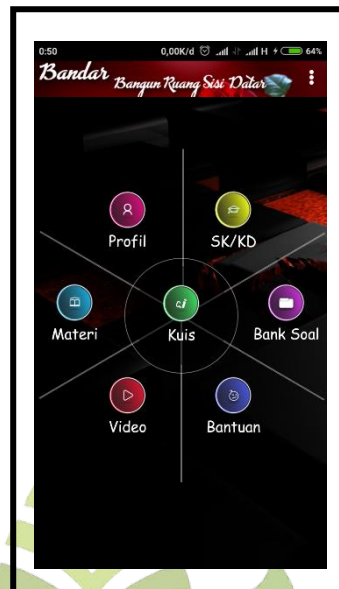 0:50 0,00K/d H 64%
Bandar Bangun Ruang Sisi Datar
Profil SK/KD
Materi Kuis Bank Soal
Video Bantuan